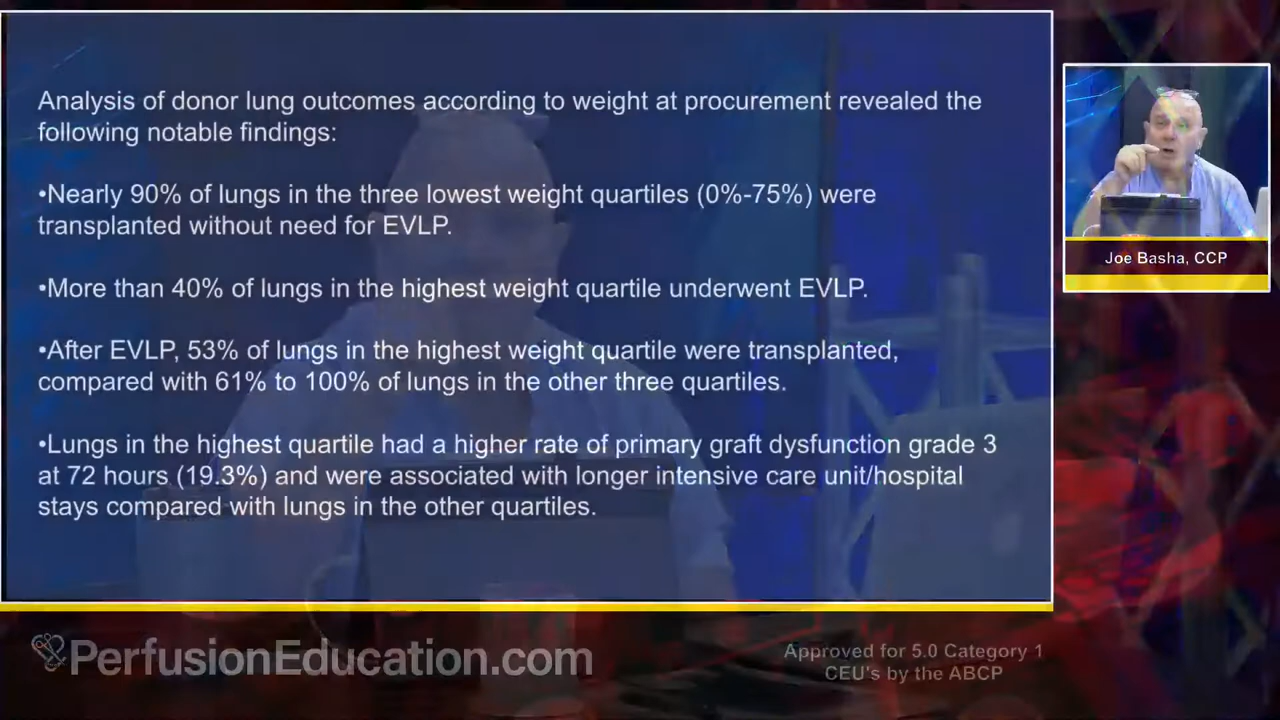 Analysis of donor lung outcomes according to weight at procurement revealed the
following notable findings:
•Nearly 90% of lungs in the three lowest weight quartiles (0%-75%) were
transplanted without need for EVLP.
•More than 40% of lungs in the highest weight quartile underwent EVLP.
•After EVLP, 53% of lungs in the highest weight quartile were transplanted,
compared with 61% to 100% of lungs in the other three quartiles.
•Lungs in the highest quartile had a higher rate of primary graft dysfunction grade 3
at 72 hours (19.3%) and were associated with longer intensive care unit/hospital
stays compared with lungs in the other quartiles.
Joe Basha, CCP
PerfusionEducation.com
Approved for 5.0 Category 1
CEU's by the ABCP